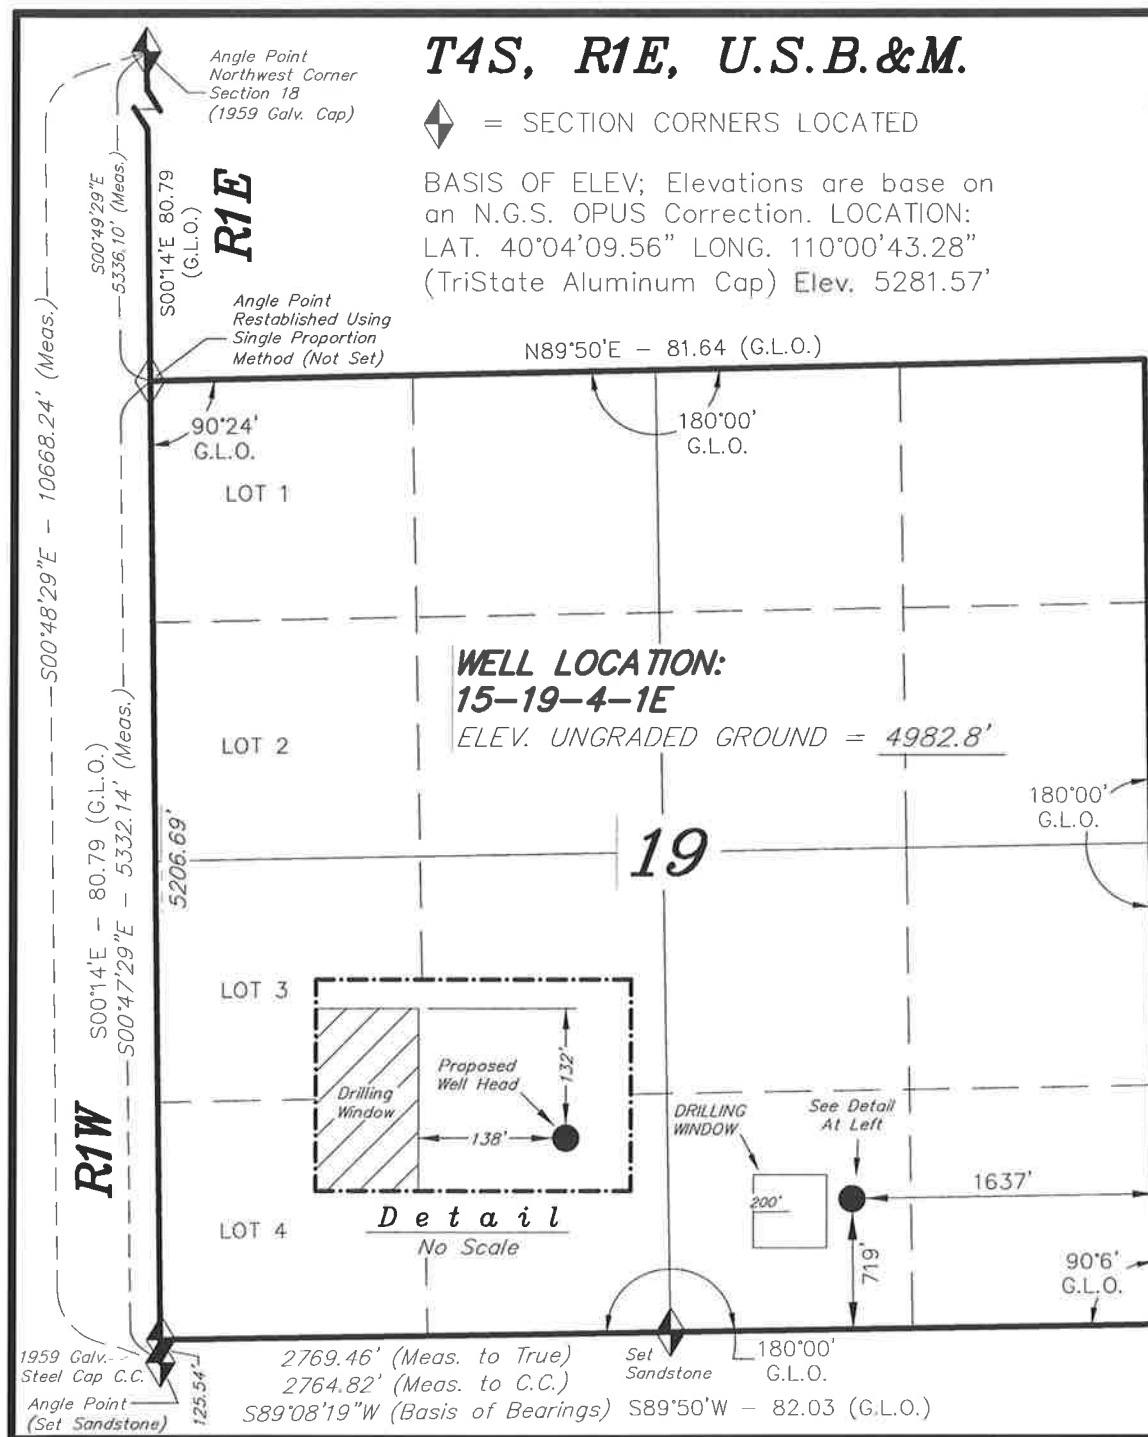 T4S, R1E, U.S.B.&M.
= SECTION CORNERS LOCATED
BASIS OF ELEV; Elevations are base on
an N.G.S. OPUS Correction. LOCATION:
LAT. 40°04'09.56" LONG. 110°00'43.28"
(TriState Aluminum Cap) Elev. 5281.57'
Angle Point
Northwest Corner
Section 18
(1959 Galv. Cap)
S00°49'29"E
5336.10' (Meas.)
S00°14'E 80.79
(G.L.O.)
R1E
Angle Point
Restablished Using
Single Proportion
Method (Not Set)
N89°50'E – 81.64 (G.L.O.)
90°24'
G.L.O.
180°00'
G.L.O.
LOT 1
S00°48'29"E – 10668.24' (Meas.)
WELL LOCATION:
15–19–4–1E
ELEV. UNGRADED GROUND = 4982.8'
LOT 2
S00°14'E – 80.79 (G.L.O.)
S00°47'29"E – 5332.14' (Meas.)
5206.69'
180°00'
G.L.O.
19
LOT 3
Proposed
Well Head
132'
Drilling
Window
138'
DRILLING
WINDOW
See Detail
At Left
R1W
200'
1637'
Detail
No Scale
LOT 4
719'
90°6'
G.L.O.
1959 Galv.
Steel Cap C.C.
Angle Point
(Set Sandstone)
125.54'
2769.46' (Meas. to True)
2764.82' (Meas. to C.C.)
S89°08'19"W (Basis of Bearings)
Set
Sandstone
180°00'
G.L.O.
S89°50'W – 82.03 (G.L.O.)